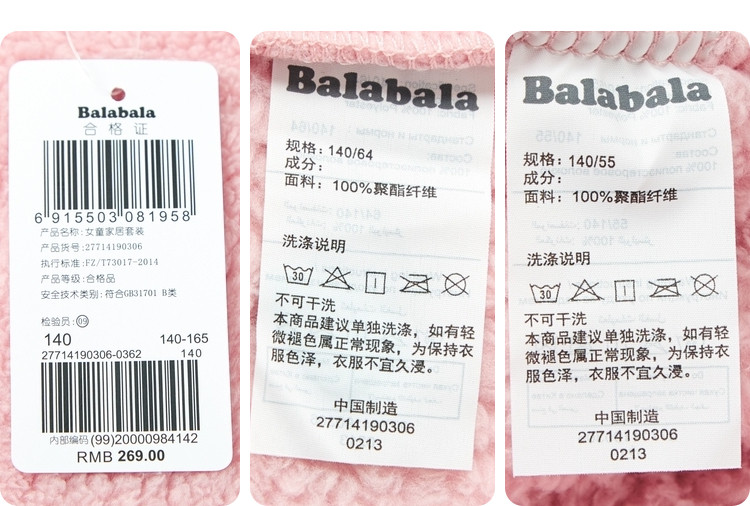 Balabala
合格证
6 915503 081958
产品名称:女童家居套装
产品货号:27714190306
执行标准:FZ/T73017-2014
产品等级:合格品
安全技术类别:符合GB31701 B类
检验员:09
140 140-165
27714190306-0362 140
内部编码(99)20000984142
RMB 269.00
Balabala
规格: 140/64
成分:
面料: 100%聚酯纤维
洗涤说明
30
不可干洗
本商品建议单独洗涤，如有轻
微褪色属正常现象，为保持衣
服色泽，衣服不宜久浸。
中国制造
27714190306
0213
Balabala
规格: 140/55
成分:
面料: 100%聚酯纤维
洗涤说明
30
不可干洗
本商品建议单独洗涤，如有轻
微褪色属正常现象，为保持衣
服色泽，衣服不宜久浸。
中国制造
27714190306
0213